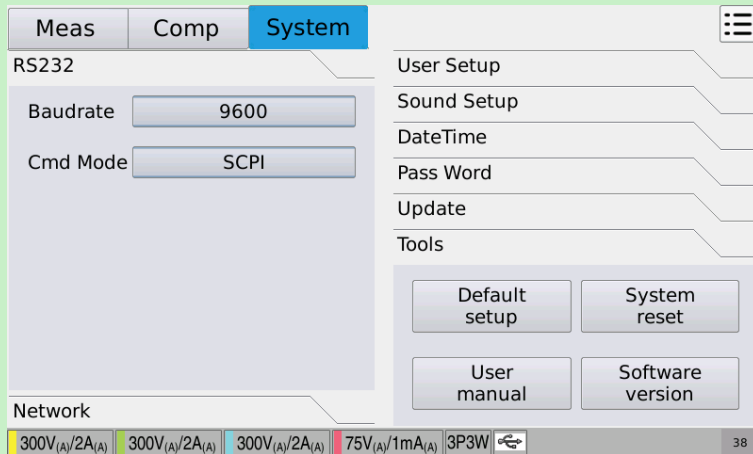 Meas Comp System
RS232
Baudrate 9600
Cmd Mode SCPI
Network
User Setup
Sound Setup
DateTime
Pass Word
Update
Tools
Default setup
System reset
User manual
Software version
300V(A)/2A(A) 300V(A)/2A(A) 300V(A)/2A(A) 75V(A)/1mA(A) 3P3W 38